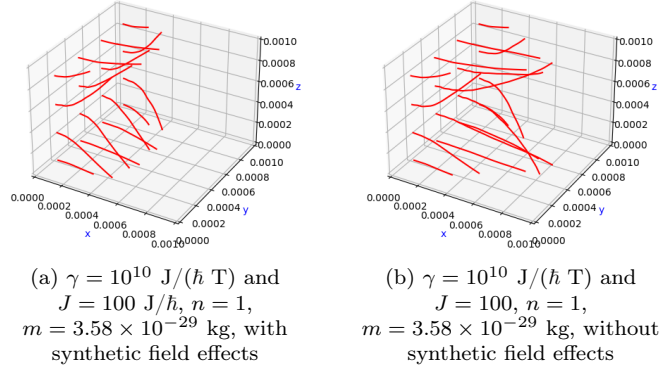 0.0010
0.0008
0.0006
z
0.0004
0.0002
0.0000
0.0010
0.0008
0.0006
y
0.0004
0.0002
0.0000
0.0000
0.0002
0.0004
x
0.0006
0.0008
0.0010
0.0010
0.0008
0.0006
z
0.0004
0.0002
0.0000
0.0010
0.0008
0.0006
y
0.0004
0.0002
0.0000
0.0000
0.0002
0.0004
x
0.0006
0.0008
0.0010
(a) γ = 10¹⁰ J/(ℏ T) and
J = 100 J/ℏ, n = 1,
m = 3.58 × 10⁻²⁹ kg, with
synthetic field effects
(b) γ = 10¹⁰ J/(ℏ T) and
J = 100, n = 1,
m = 3.58 × 10⁻²⁹ kg, without
synthetic field effects